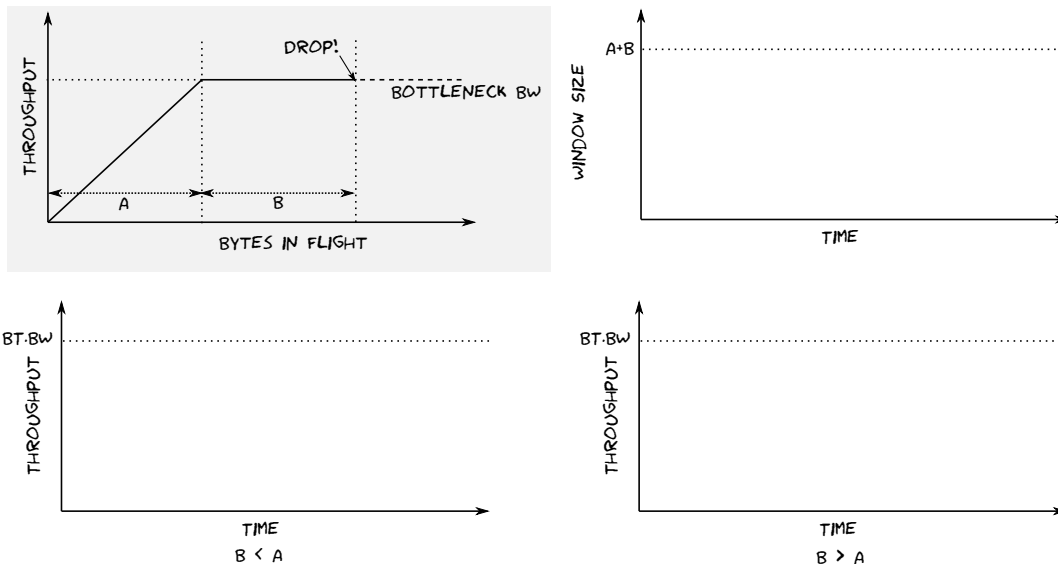 THROUGHPUT
DROP!
BOTTLENECK BW
A
B
BYTES IN FLIGHT
A+B
WINDOW SIZE
TIME
BT.BW
THROUGHPUT
TIME
B < A
BT.BW
THROUGHPUT
TIME
B > A